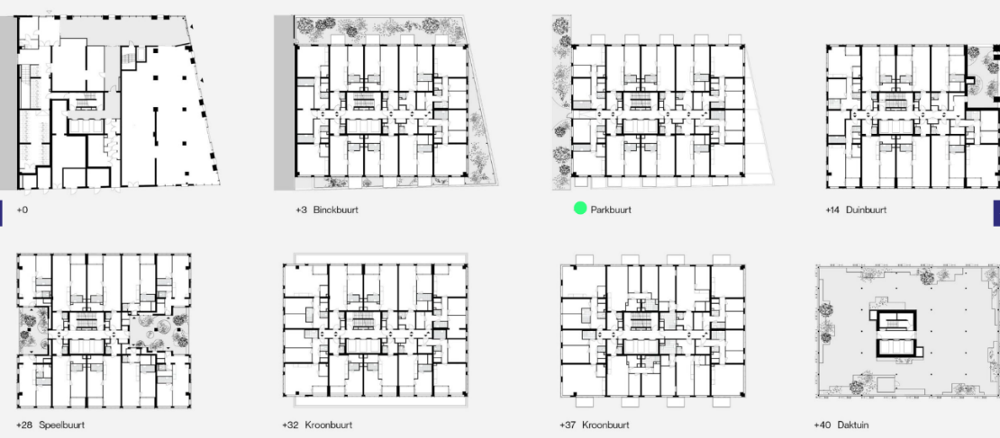 +0
+3 Binckbuurt
Parkbuurt
+14 Duinbuurt
+28 Speelbuurt
+32 Kroonbuurt
+37 Kroonbuurt
+40 Daktuin